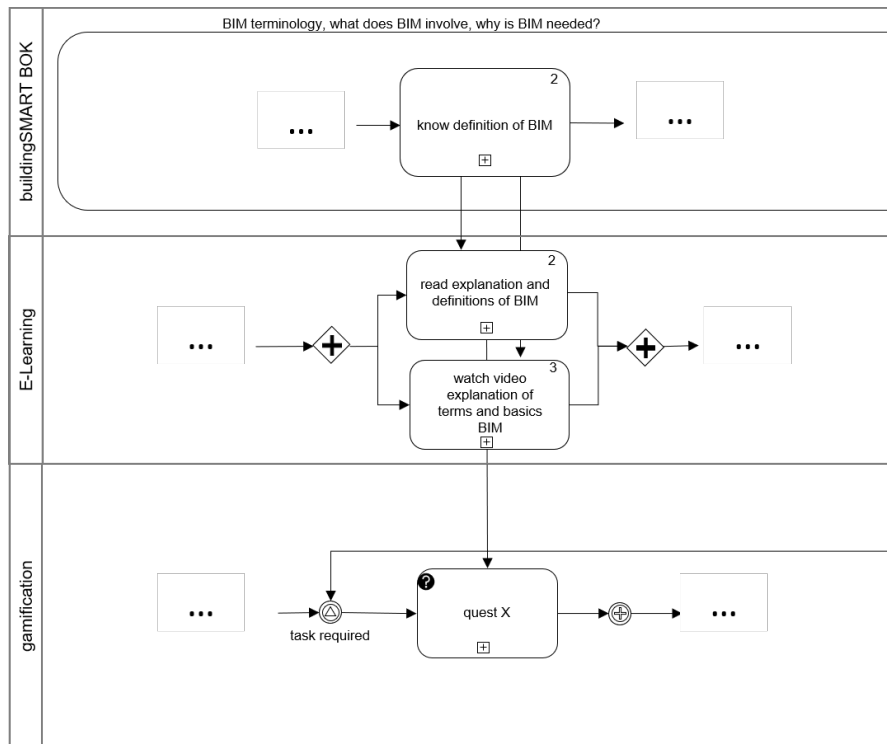 BIM terminology, what does BIM involve, why is BIM needed?
buildingSMART BOK
...
2
know definition of BIM
...
E-Learning
...
2
read explanation and
definitions of BIM
3
watch video
explanation of
terms and basics
BIM
...
gamification
...
task required
?
quest X
...